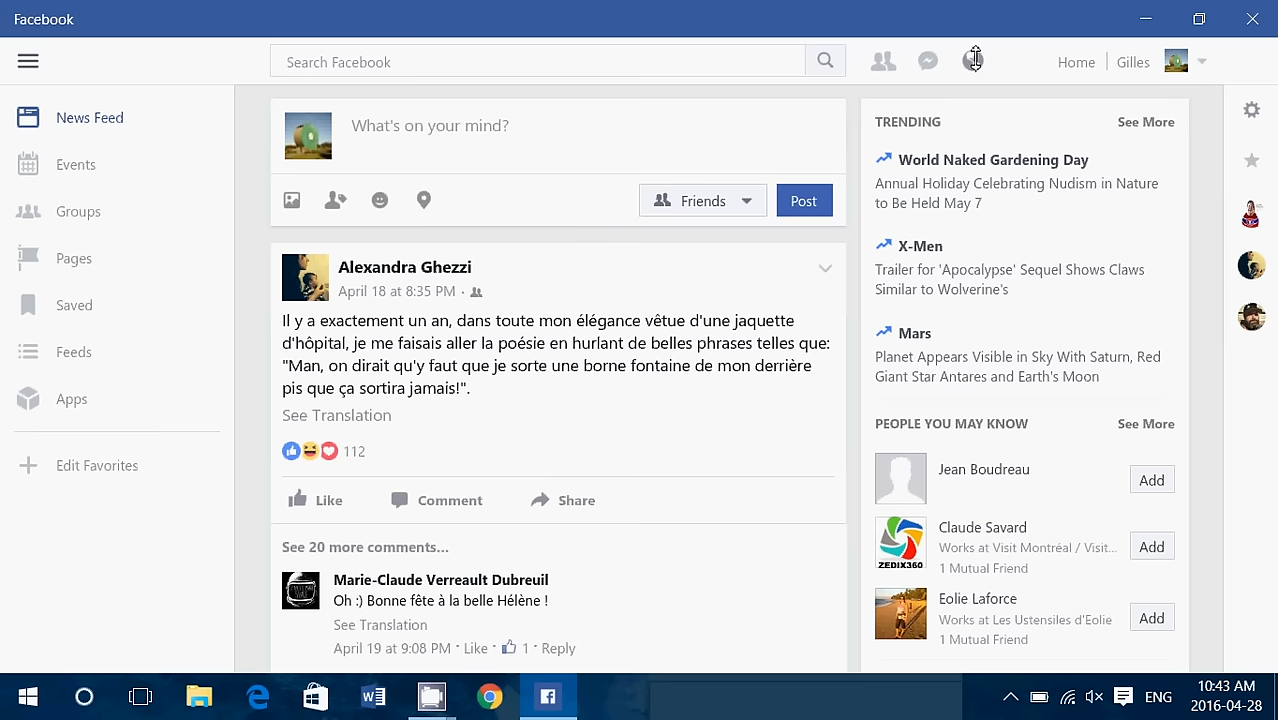 Facebook
Search Facebook
Home
Gilles
News Feed
Events
Groups
Pages
Saved
Feeds
Apps
Edit Favorites
What's on your mind?
Friends
Post
Alexandra Ghezzi
April 18 at 8:35 PM ·
Il y a exactement un an, dans toute mon élégance vêtue d'une jaquette
d'hôpital, je me faisais aller la poésie en hurlant de belles phrases telles que:
"Man, on dirait qu'y faut que je sorte une borne fontaine de mon derrière
pis que ça sortira jamais!".
See Translation
112
Like
Comment
Share
See 20 more comments...
Marie-Claude Verreault Dubreuil
Oh :) Bonne fête à la belle Hélène !
See Translation
April 19 at 9:08 PM · Like · 1 · Reply
TRENDING
See More
World Naked Gardening Day
Annual Holiday Celebrating Nudism in Nature
to Be Held May 7
X-Men
Trailer for 'Apocalypse' Sequel Shows Claws
Similar to Wolverine's
Mars
Planet Appears Visible in Sky With Saturn, Red
Giant Star Antares and Earth's Moon
PEOPLE YOU MAY KNOW
See More
Jean Boudreau
Add
Claude Savard
Works at Visit Montréal / Visit...
1 Mutual Friend
Add
ZEDIX360
Eolie Laforce
Works at Les Ustensiles d'Eolie
1 Mutual Friend
Add
ENG
10:43 AM
2016-04-28